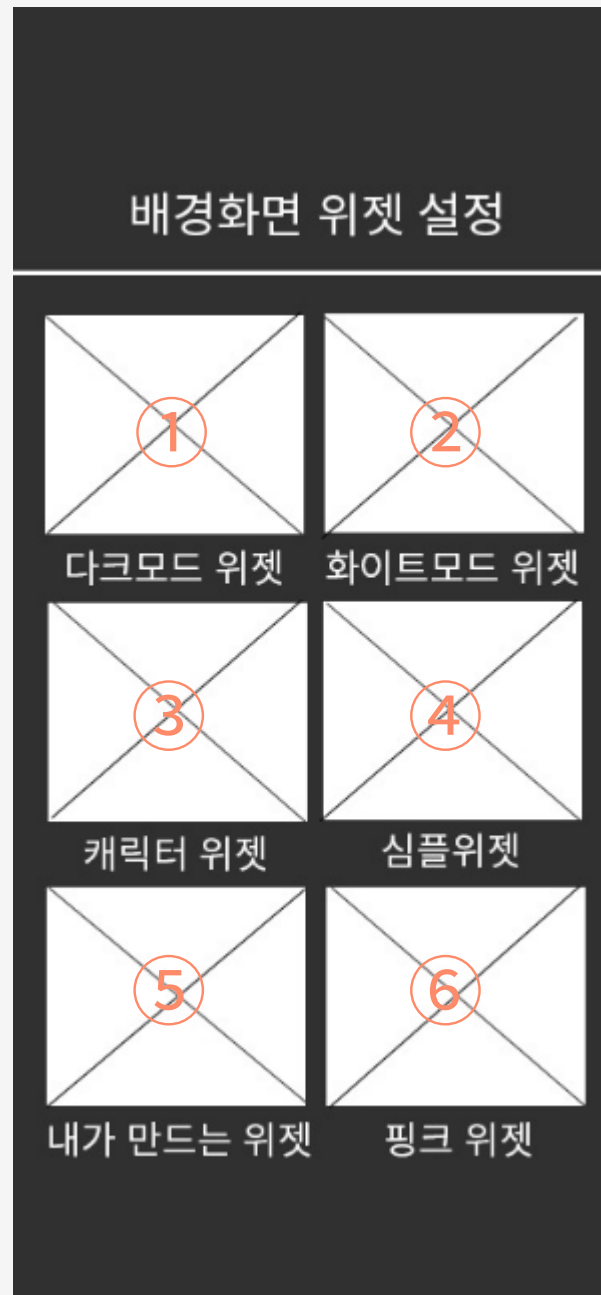 배경화면 위젯 설정
① ②
다크모드 위젯 화이트모드 위젯
③ ④
캐릭터 위젯 심플위젯
⑤ ⑥
내가 만드는 위젯 핑크 위젯